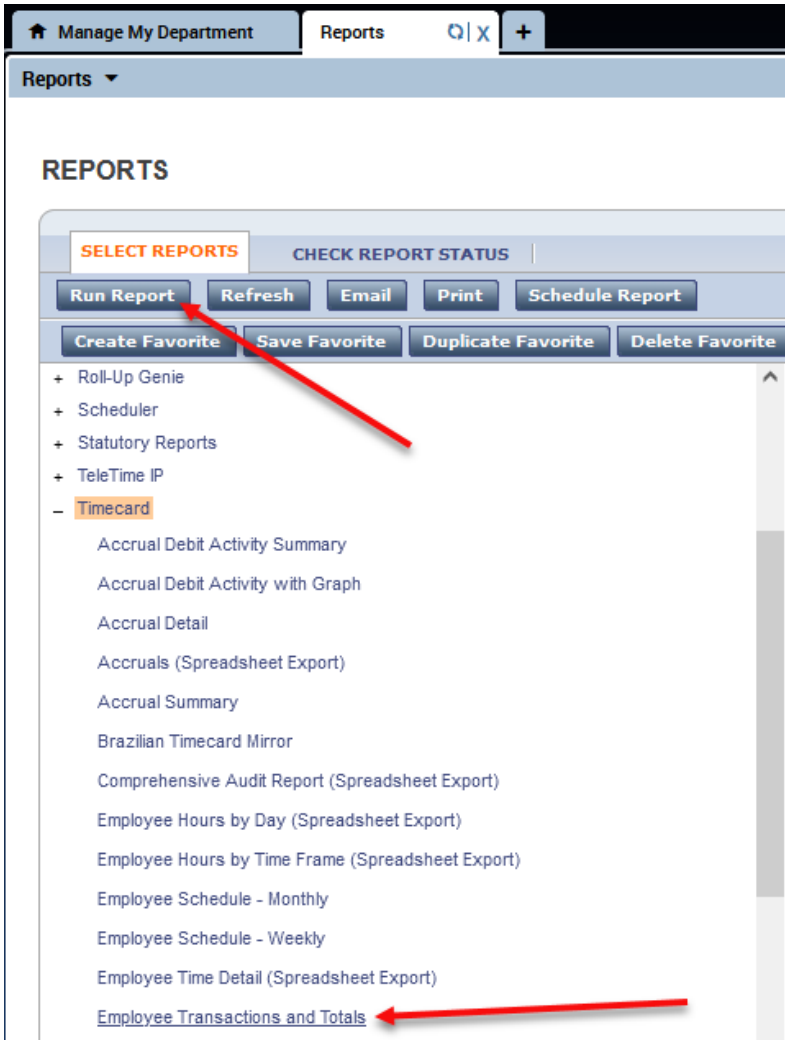 Manage My Department Reports X +
Reports
REPORTS
SELECT REPORTS CHECK REPORT STATUS
Run Report Refresh Email Print Schedule Report
Create Favorite Save Favorite Duplicate Favorite Delete Favorite
+ Roll-Up Genie
+ Scheduler
+ Statutory Reports
+ TeleTime IP
– Timecard
Accrual Debit Activity Summary
Accrual Debit Activity with Graph
Accrual Detail
Accruals (Spreadsheet Export)
Accrual Summary
Brazilian Timecard Mirror
Comprehensive Audit Report (Spreadsheet Export)
Employee Hours by Day (Spreadsheet Export)
Employee Hours by Time Frame (Spreadsheet Export)
Employee Schedule - Monthly
Employee Schedule - Weekly
Employee Time Detail (Spreadsheet Export)
Employee Transactions and Totals